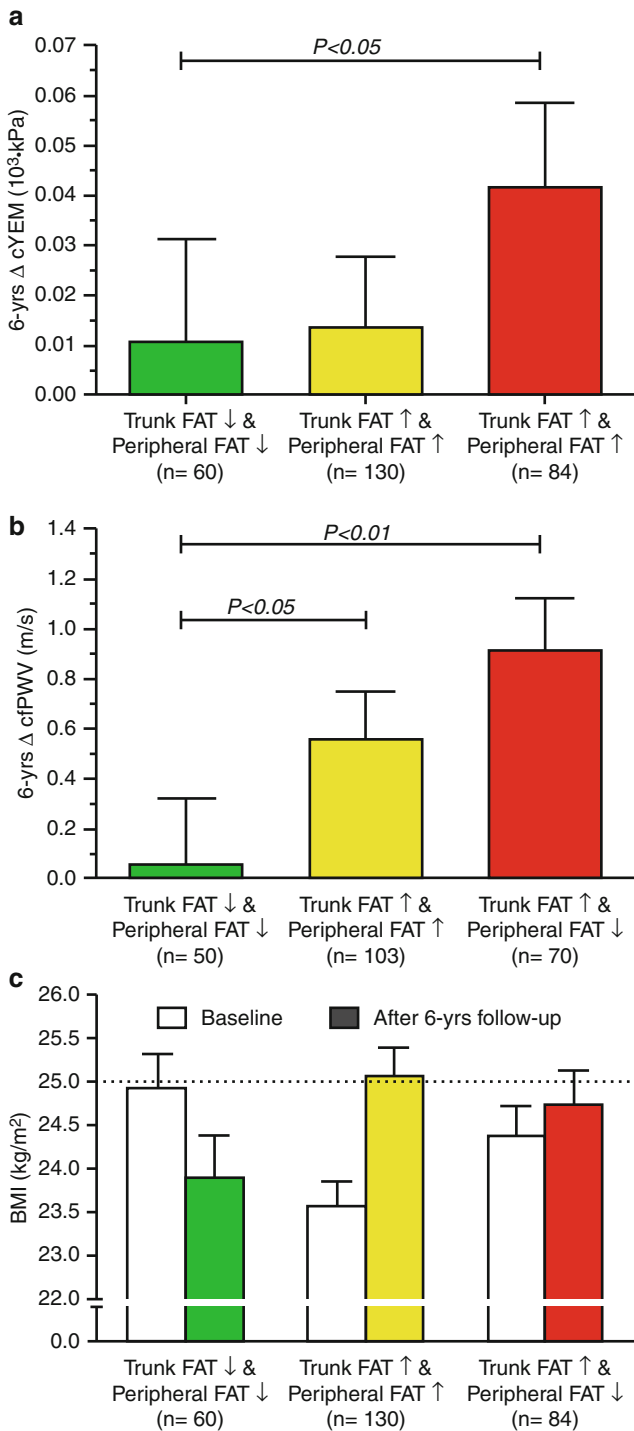 a
6-yrs Δ cYEM (10³•kPa)
0.07
0.06
0.05
0.04
0.03
0.02
0.01
0.00
P<0.05
Trunk FAT ↓ & Peripheral FAT ↓ (n= 60)
Trunk FAT ↑ & Peripheral FAT ↑ (n= 130)
Trunk FAT ↑ & Peripheral FAT ↑ (n= 84)
b
6-yrs Δ cfPWV (m/s)
1.4
1.2
1.0
0.8
0.6
0.4
0.2
0.0
P<0.01
P<0.05
Trunk FAT ↓ & Peripheral FAT ↓ (n= 50)
Trunk FAT ↑ & Peripheral FAT ↑ (n= 103)
Trunk FAT ↑ & Peripheral FAT ↓ (n= 70)
c
BMI (kg/m²)
26.0
25.5
25.0
24.5
24.0
23.5
23.0
22.0
0.0
Baseline
After 6-yrs follow-up
Trunk FAT ↓ & Peripheral FAT ↓ (n= 60)
Trunk FAT ↑ & Peripheral FAT ↑ (n= 130)
Trunk FAT ↑ & Peripheral FAT ↓ (n= 84)